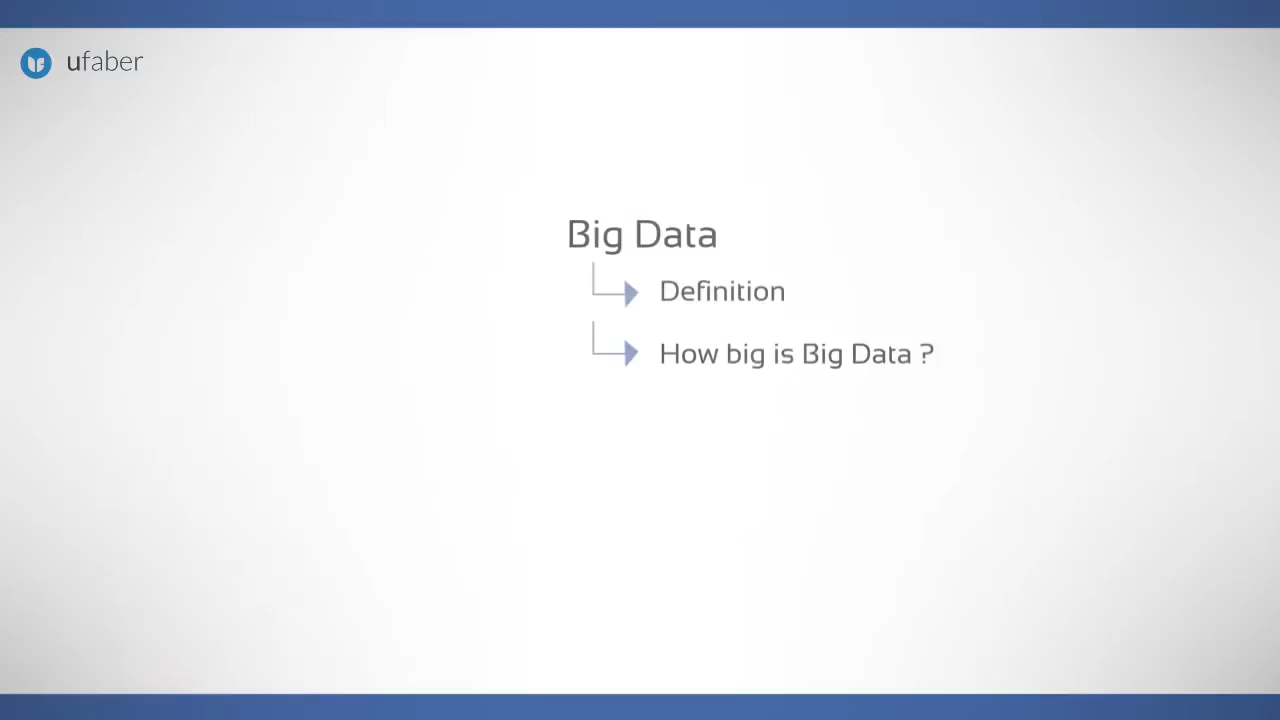 ufaber
Big Data
Definition
How big is Big Data ?